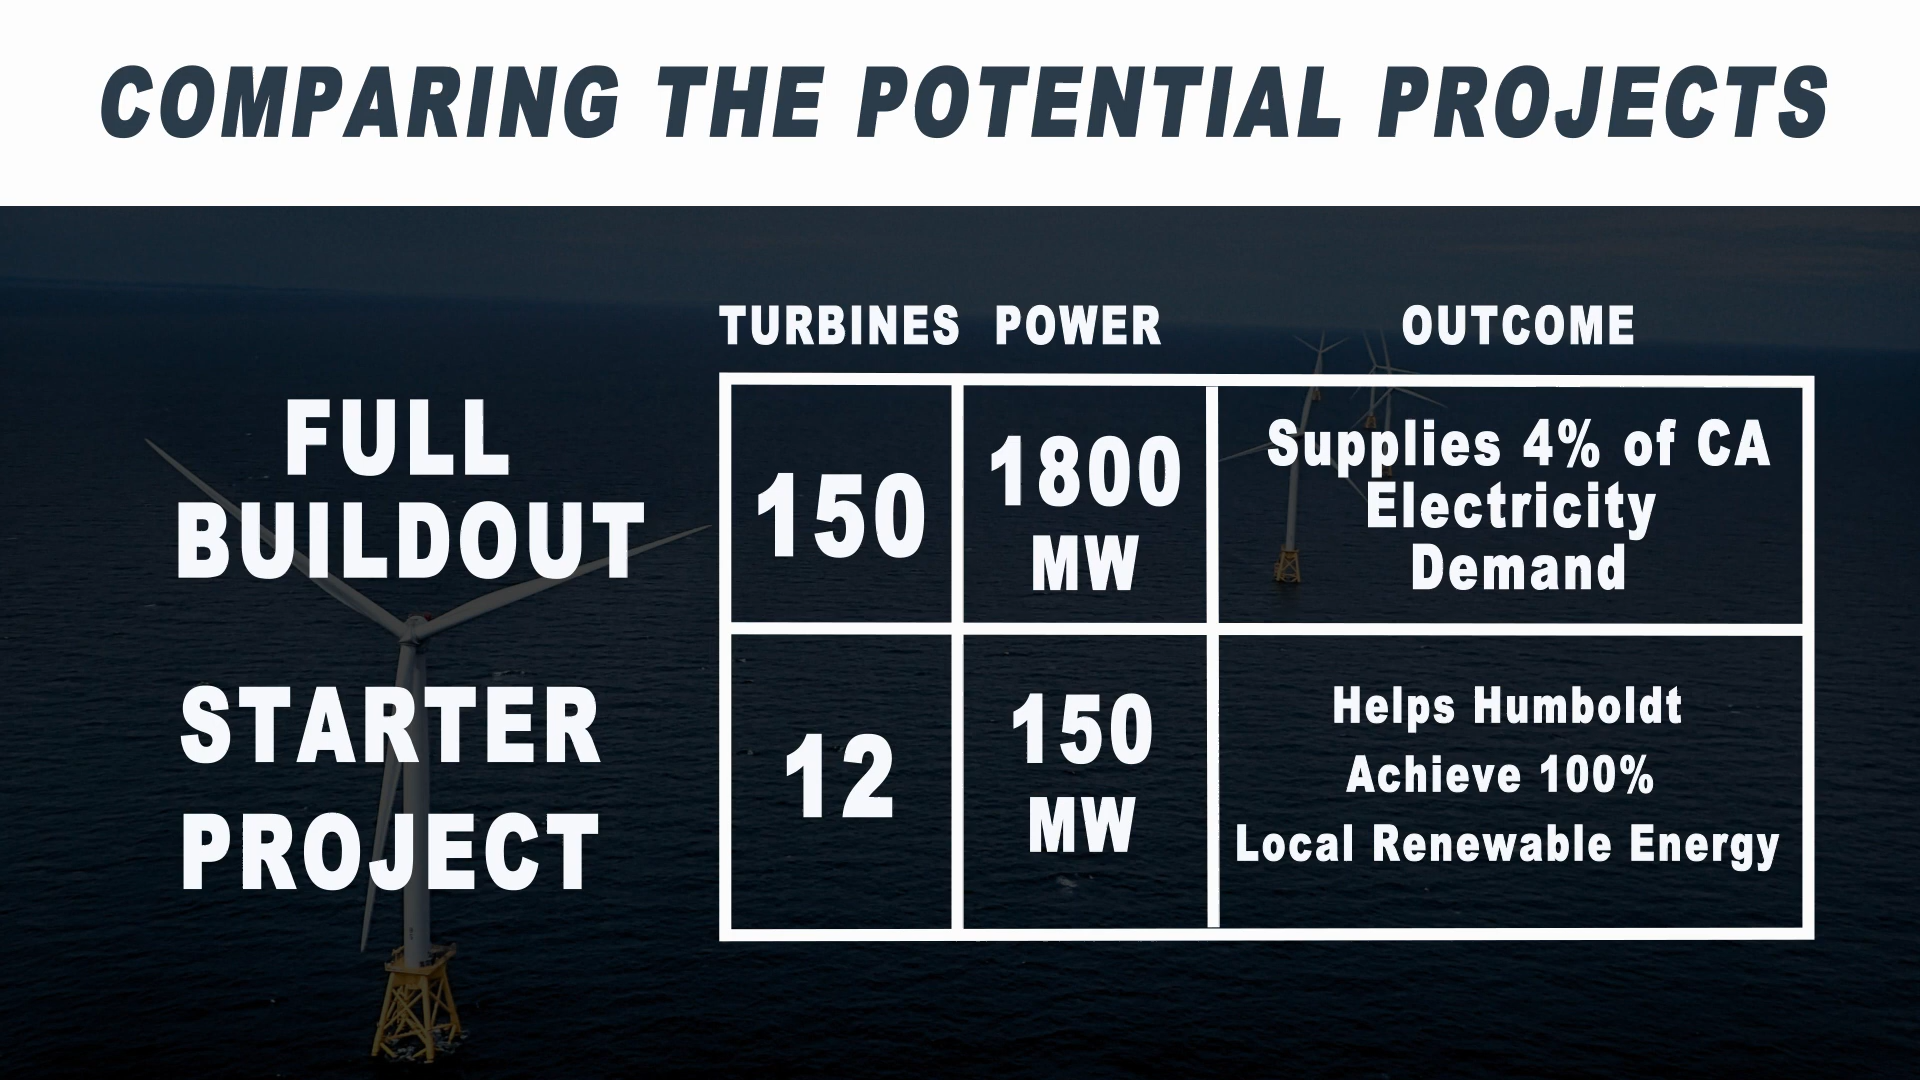 COMPARING THE POTENTIAL PROJECTS
TURBINES POWER OUTCOME
FULL
BUILDOUT
150
1800
MW
Supplies 4% of CA
Electricity
Demand
STARTER
PROJECT
12
150
MW
Helps Humboldt
Achieve 100%
Local Renewable Energy